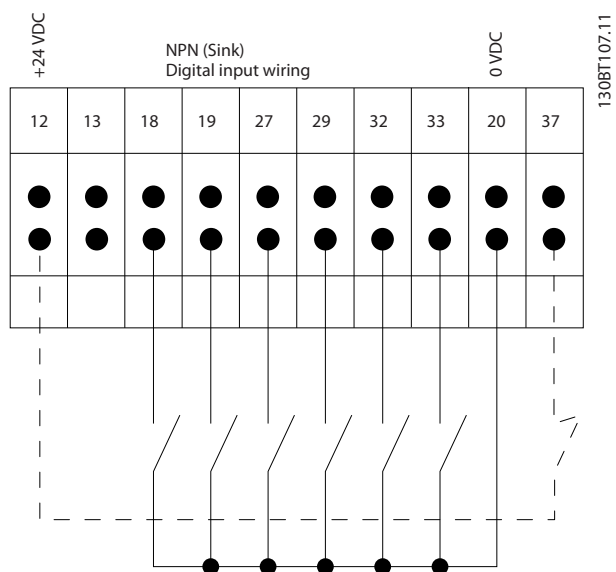 +24 VDC
NPN (Sink)
Digital input wiring
0 VDC
130BT107.11
12 13 18 19 27 29 32 33 20 37